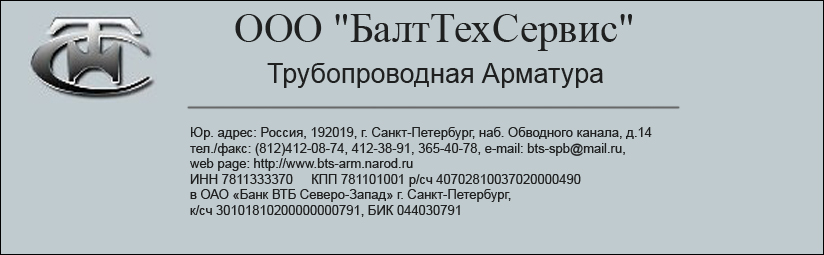 ООО "БалтТехСервис"
Трубопроводная Арматура
Юр. адрес: Россия, 192019, г. Санкт-Петербург, наб. Обводного канала, д.14
тел./факс: (812)412-08-74, 412-38-91, 365-40-78, e-mail: bts-spb@mail.ru,
web page: http://www.bts-arm.narod.ru
ИНН 7811333370 КПП 781101001 р/сч 40702810037020000490
в ОАО «Банк ВТБ Северо-Запад» г. Санкт-Петербург,
к/сч 30101810200000000791, БИК 044030791